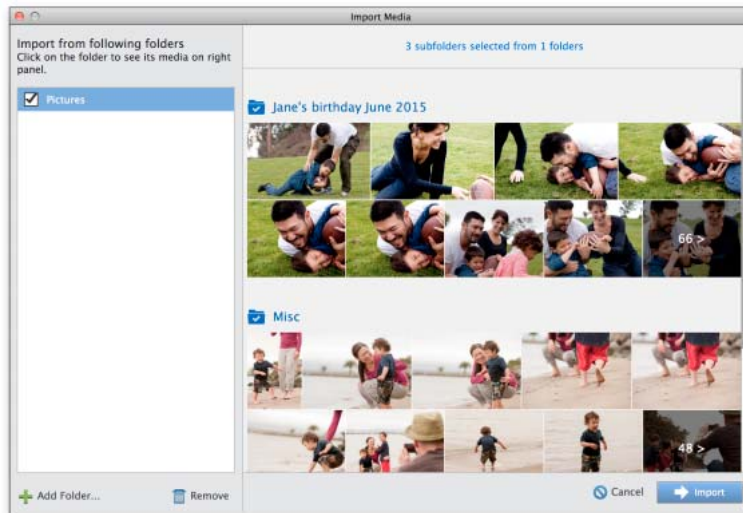 Import Media
Import from following folders
Click on the folder to see its media on right
panel.
Pictures
Add Folder...
Remove
3 subfolders selected from 1 folders
Jane's birthday June 2015
66 >
Misc
48 >
Cancel
Import